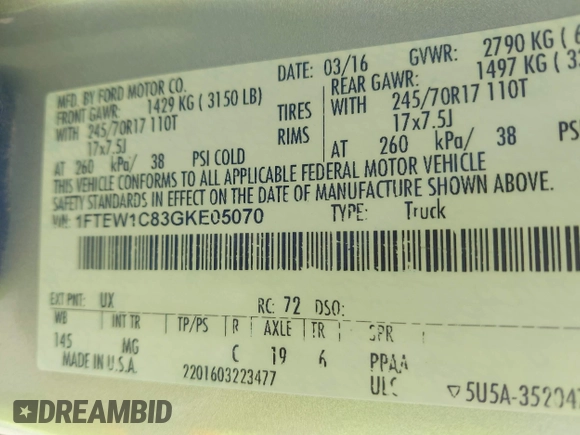 MFD. BY FORD MOTOR CO.
DATE: 03/16
GVWR: 2790 KG
FRONT GAWR: 1429 KG ( 3150 LB)
REAR GAWR: 1497 KG
WITH 245/70R17 110T
TIRES
WITH 245/70R17 110T
17x7.5J
RIMS
17x7.5J
AT 260 kPa/ 38 PSI COLD
AT 260 kPa/ 38
THIS VEHICLE CONFORMS TO ALL APPLICABLE FEDERAL MOTOR VEHICLE
SAFETY STANDARDS IN EFFECT ON THE DATE OF MANUFACTURE SHOWN ABOVE.
VIN: 1FTEW1C83GKE05070
TYPE: Truck
EXT PNT: UX
RC: 72 DSO:
WB
INT TR
TP/PS
R
AXLE
TR
SPR
145
MG
C
19
6
PPAA
MADE IN U.S.A.
2201603223477
ULC
▽5U5A-35204
DREAMBID